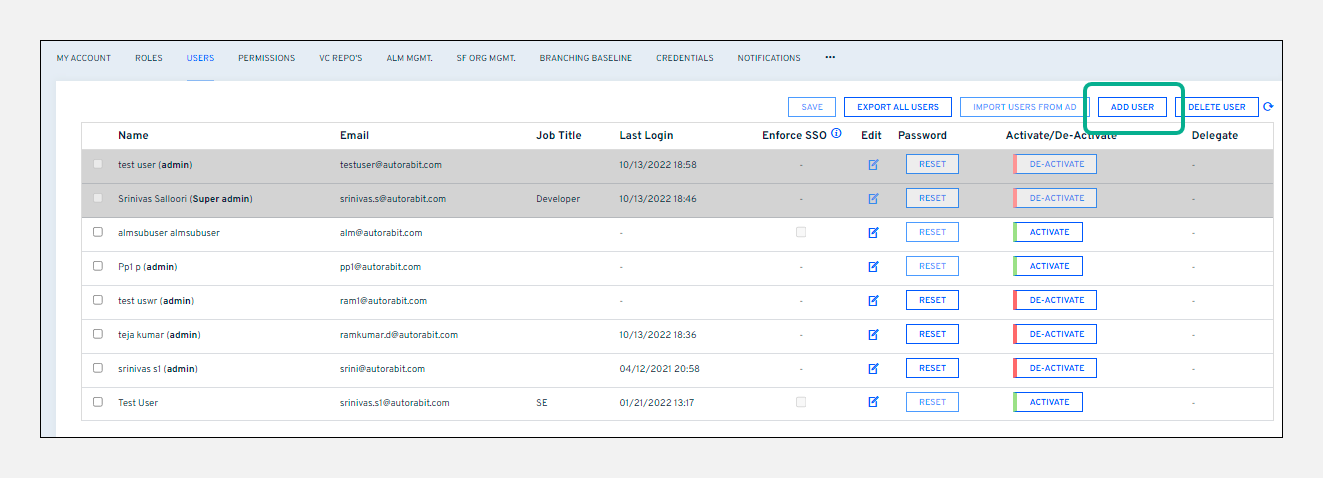 MY ACCOUNT ROLES USERS PERMISSIONS VC REPO'S ALM MGMT. SF ORG MGMT. BRANCHING BASELINE CREDENTIALS NOTIFICATIONS •••
SAVE EXPORT ALL USERS IMPORT USERS FROM AD ADD USER DELETE USER
Name Email Job Title Last Login Enforce SSO Edit Password Activate/De-Activate Delegate
test user (admin) testuser@autorabit.com 10/13/2022 18:58 - RESET DE-ACTIVATE -
Srinivas Salloori (Super admin) srinivas.s@autorabit.com Developer 10/13/2022 18:46 - RESET DE-ACTIVATE -
almsubuser almsubuser alm@autorabit.com - RESET ACTIVATE -
Pp1 p (admin) pp1@autorabit.com - - RESET ACTIVATE -
test uswr (admin) ram1@autorabit.com - - RESET DE-ACTIVATE -
teja kumar (admin) ramkumar.d@autorabit.com 10/13/2022 18:36 - RESET DE-ACTIVATE -
srinivas s1 (admin) srini@autorabit.com 04/12/2021 20:58 - RESET DE-ACTIVATE -
Test User srinivas.s1@autorabit.com SE 01/21/2022 13:17 RESET ACTIVATE -